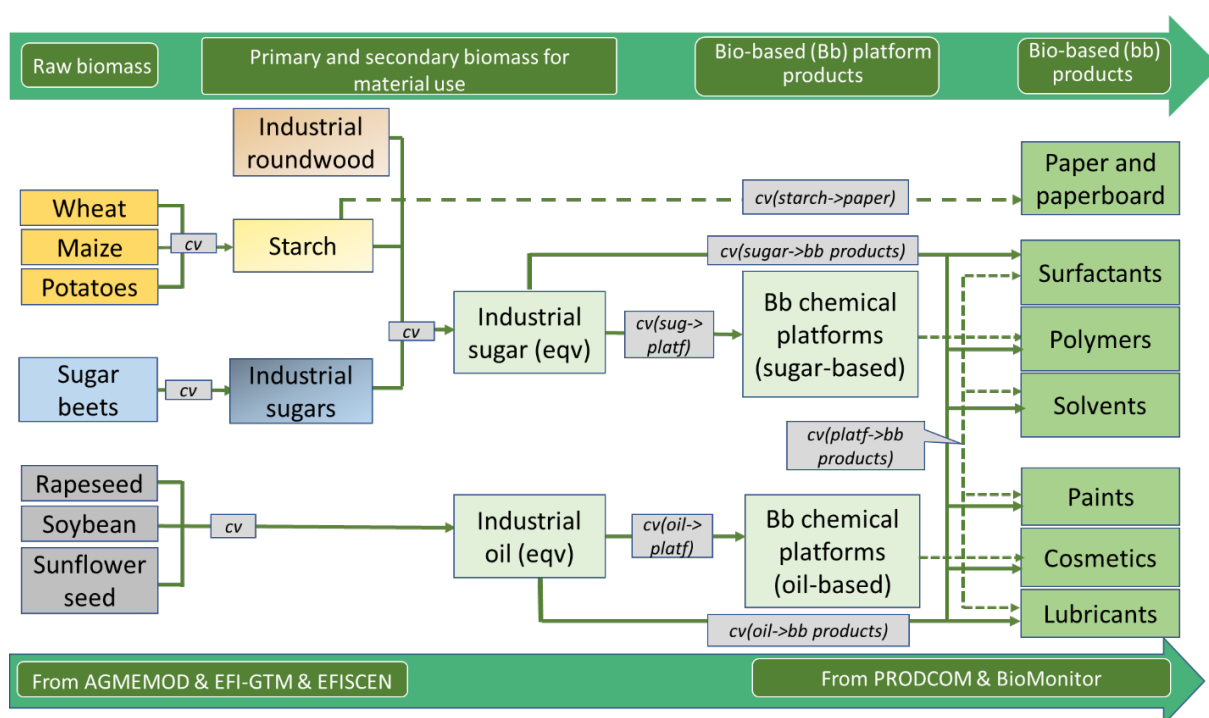 Raw biomass
Primary and secondary biomass for
material use
Bio-based (Bb) platform
products
Bio-based (bb)
products
Industrial
roundwood
Paper and
paperboard
cv(starch->paper)
Wheat
Maize
Potatoes
cv
Starch
cv(sugar->bb products)
Surfactants
Industrial
sugar (eqv)
cv(sug->
platf)
Bb chemical
platforms
(sugar-based)
Polymers
cv
Sugar
beets
cv
Industrial
sugars
Solvents
cv(platf->bb
products)
Rapeseed
Soybean
Sunflower
seed
cv
Industrial
oil (eqv)
cv(oil->
platf)
Bb chemical
platforms
(oil-based)
Paints
Cosmetics
Lubricants
cv(oil->bb products)
From AGMEMOD & EFI-GTM & EFISCEN
From PRODCOM & BioMonitor